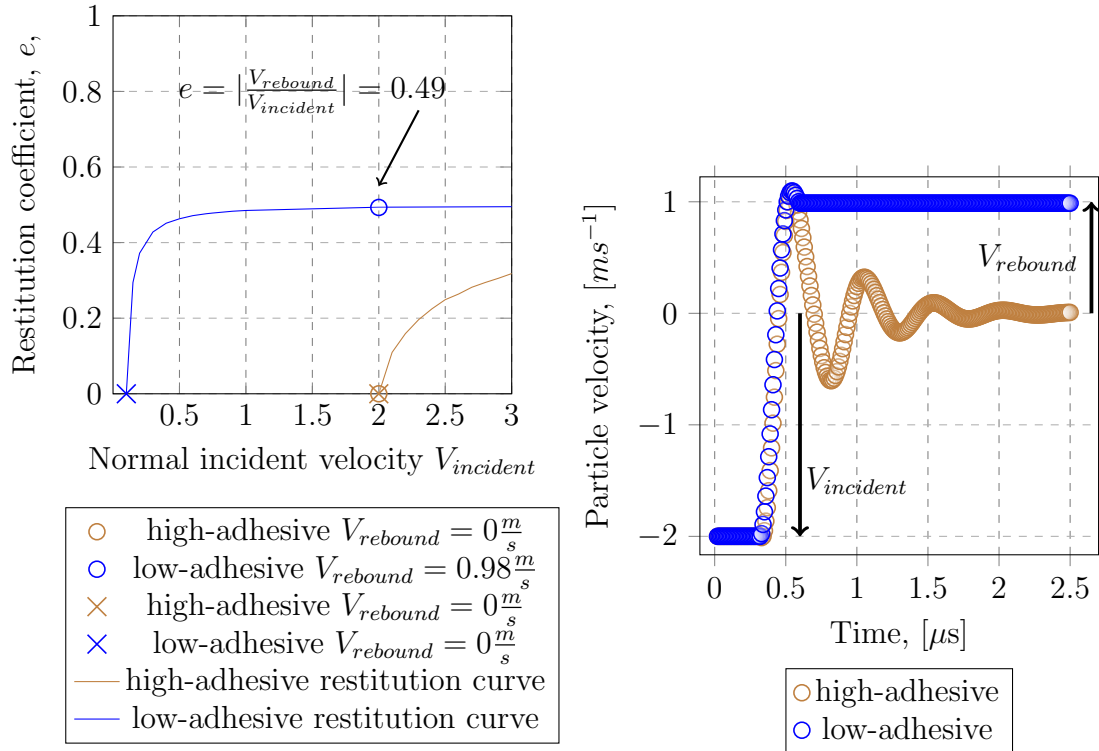 1
0.8
0.6
0.4
0.2
0
0.5
1
1.5
2
2.5
3
Restitution coefficient, e,
e = |V_rebound/V_incident| = 0.49
Normal incident velocity V_incident
high-adhesive V_rebound = 0 m/s
low-adhesive V_rebound = 0.98 m/s
high-adhesive V_rebound = 0 m/s
low-adhesive V_rebound = 0 m/s
high-adhesive restitution curve
low-adhesive restitution curve
1
0
−1
−2
0
0.5
1
1.5
2
2.5
Particle velocity, [ms⁻¹]
V_rebound
V_incident
Time, [μs]
high-adhesive
low-adhesive